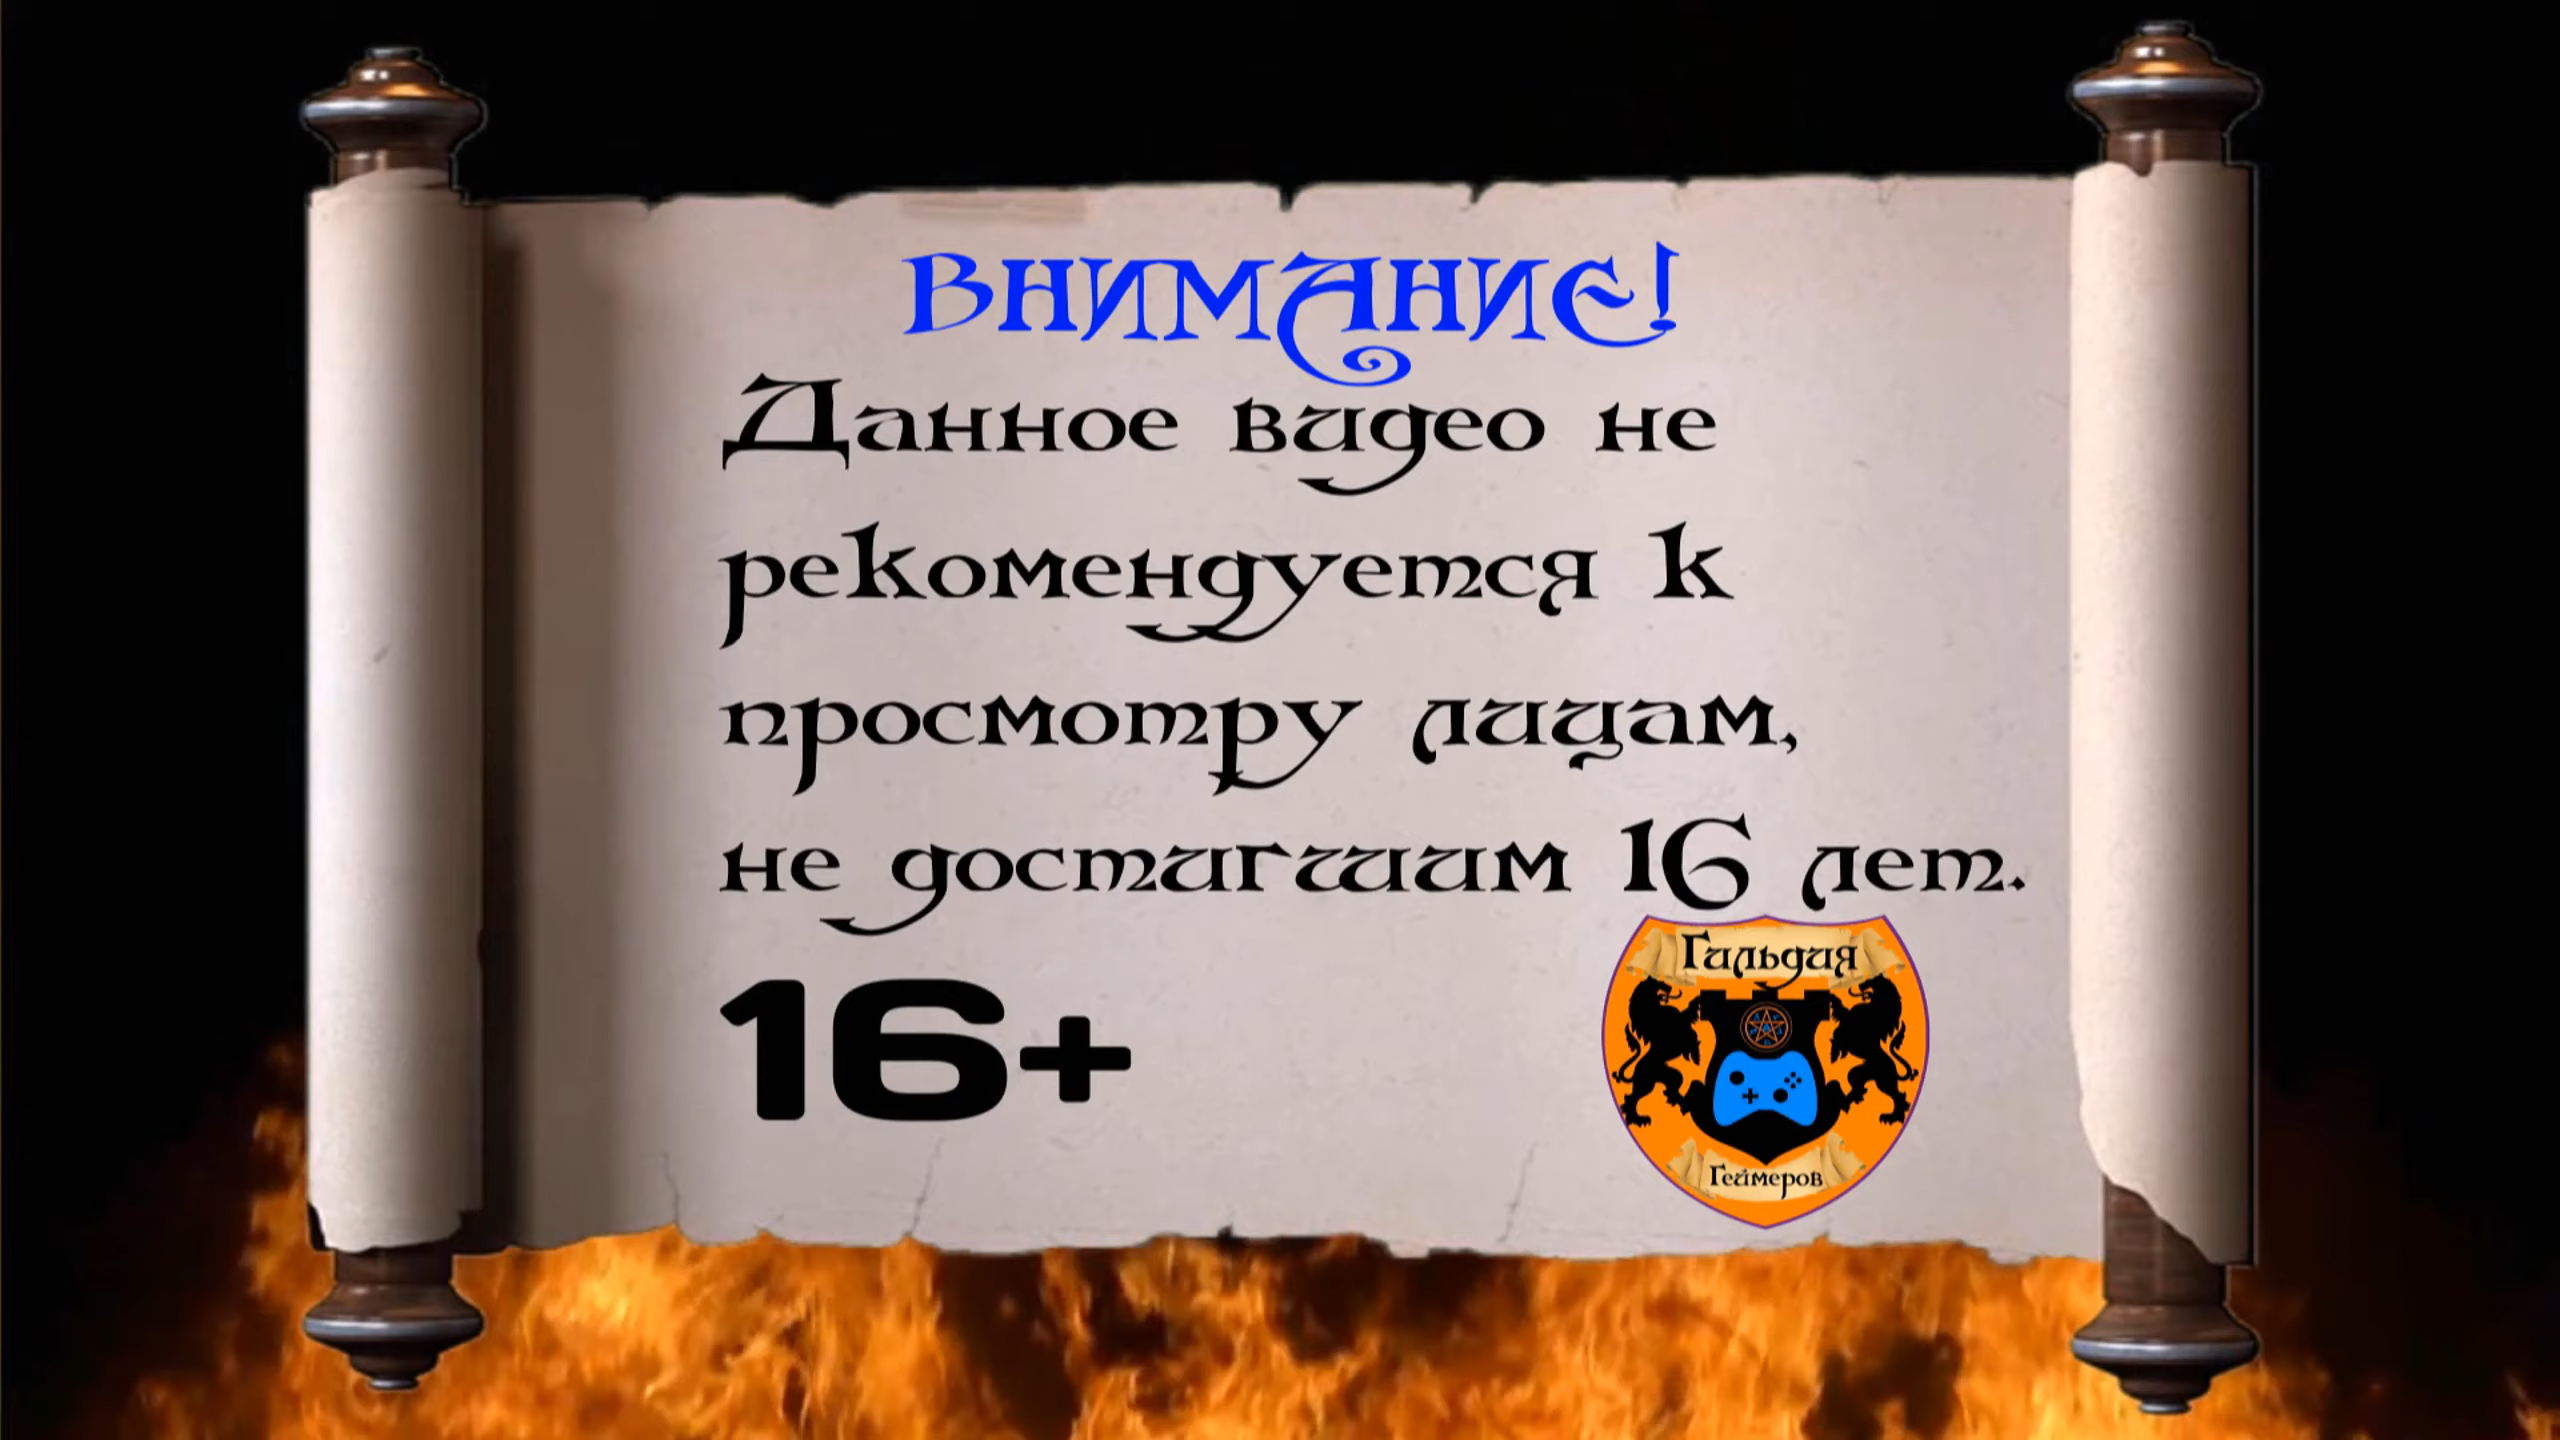 ВНИМАНИЕ!
Данное видео не
рекомендуется к
просмотру лицам,
не достигшим 16 лет.
16+
Гильдия
Геймеров